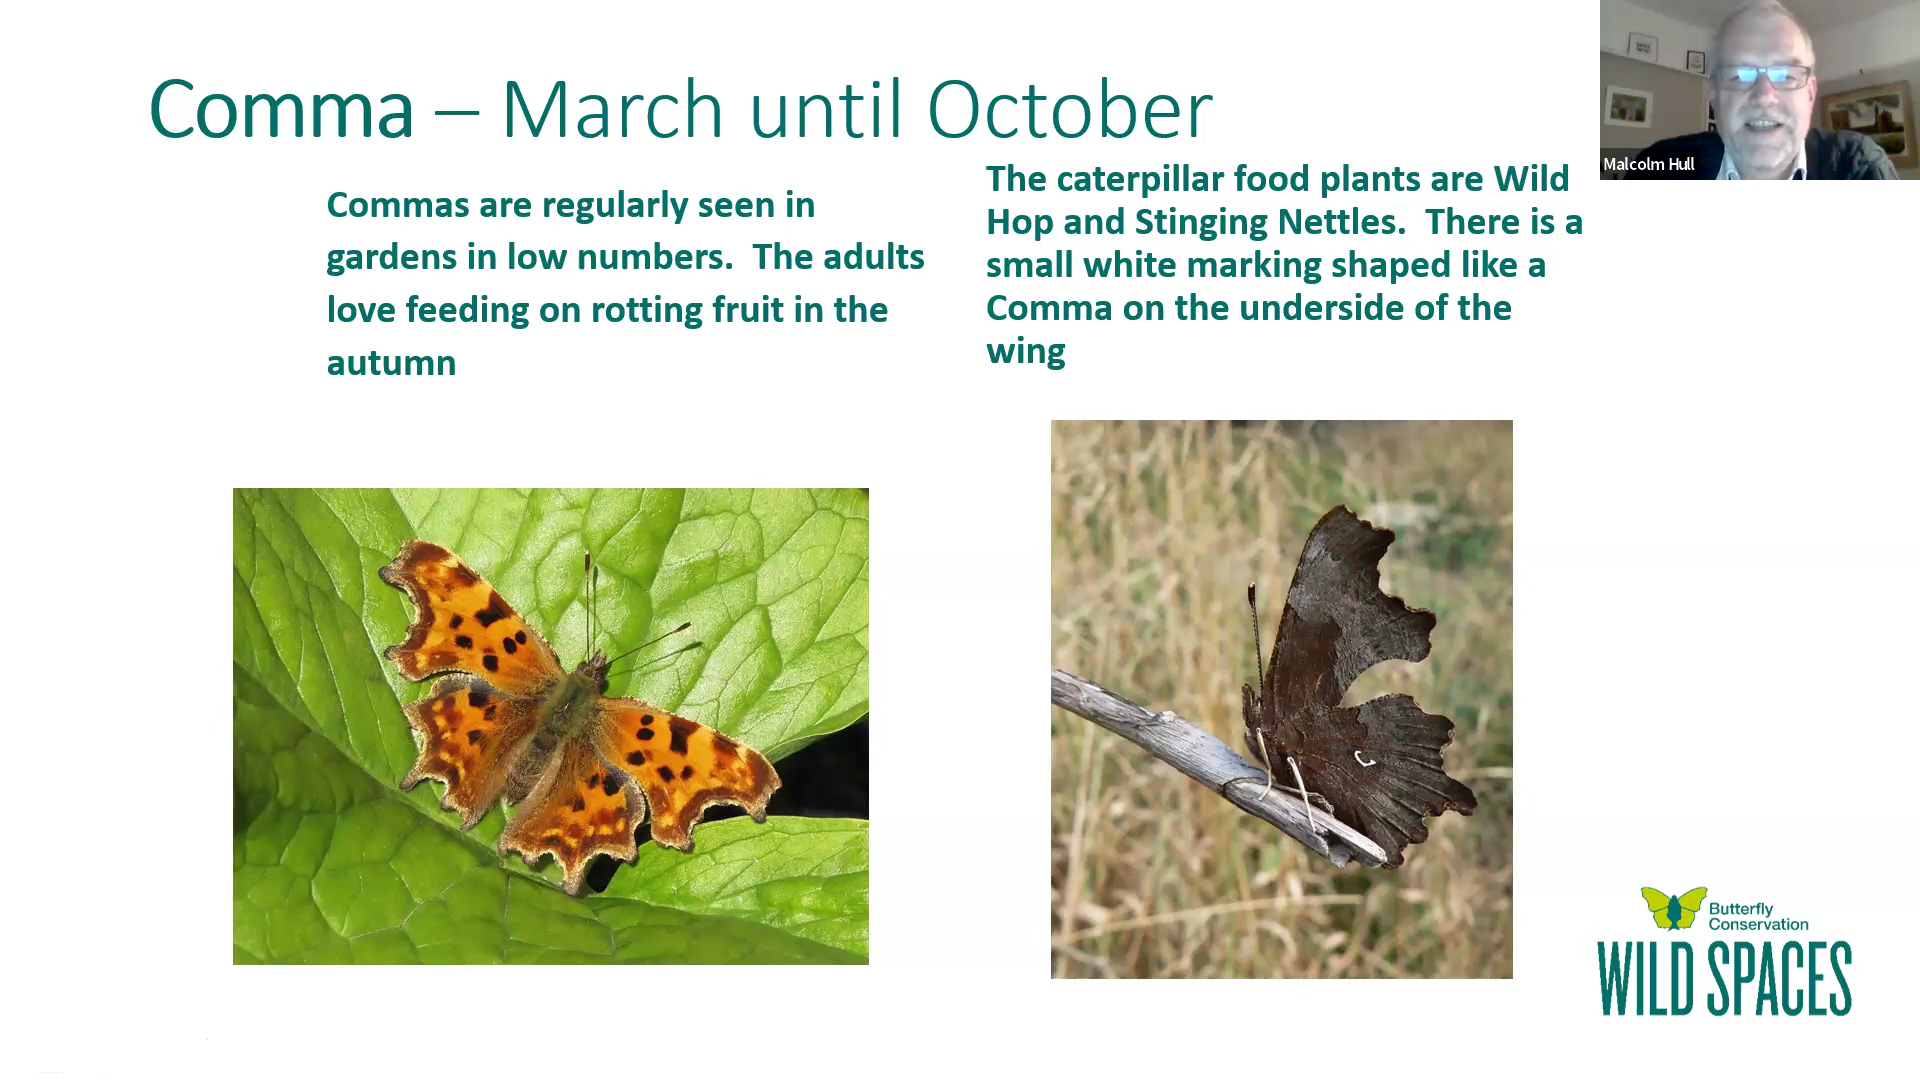 Comma – March until October
Commas are regularly seen in
gardens in low numbers.  The adults
love feeding on rotting fruit in the
autumn
The caterpillar food plants are Wild
Hop and Stinging Nettles.  There is a
small white marking shaped like a
Comma on the underside of the
wing
Malcolm Hull
Butterfly
Conservation
WILD SPACES